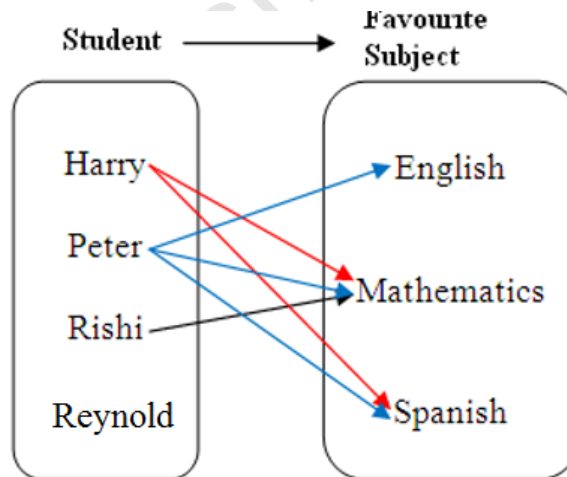 Student
Favourite
Subject
Harry
English
Peter
Mathematics
Rishi
Reynold
Spanish